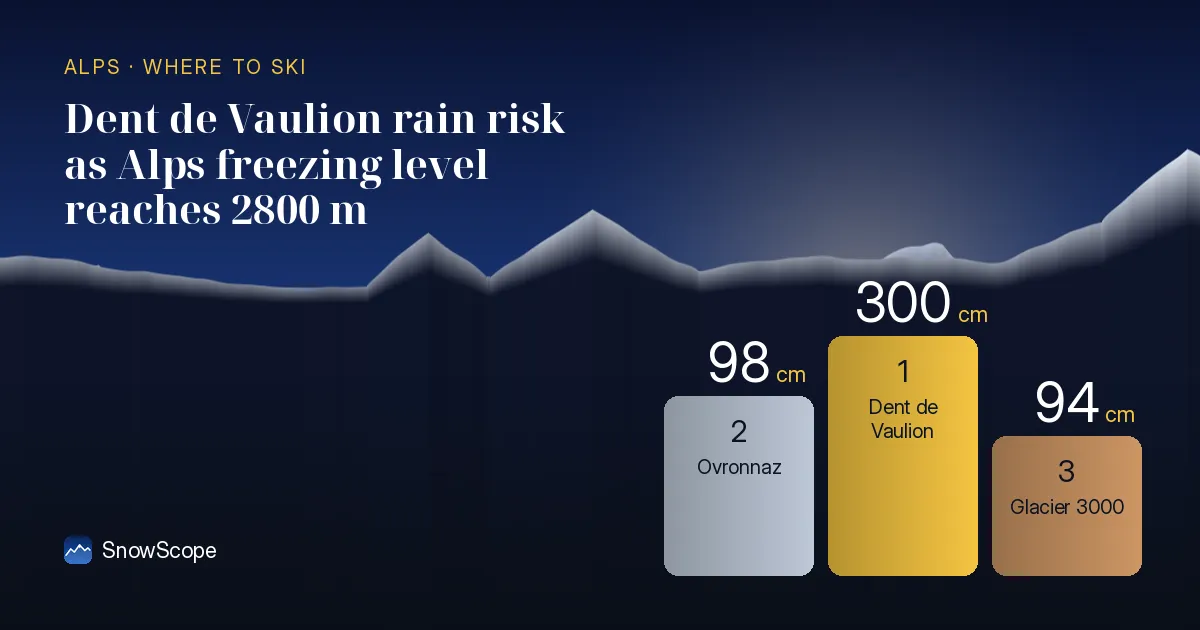 ALPS · WHERE TO SKI
Dent de Vaulion rain risk
as Alps freezing level
reaches 2800 m
98 cm
2
Ovronnaz
300 cm
1
Dent de
Vaulion
94 cm
3
Glacier 3000
SnowScope